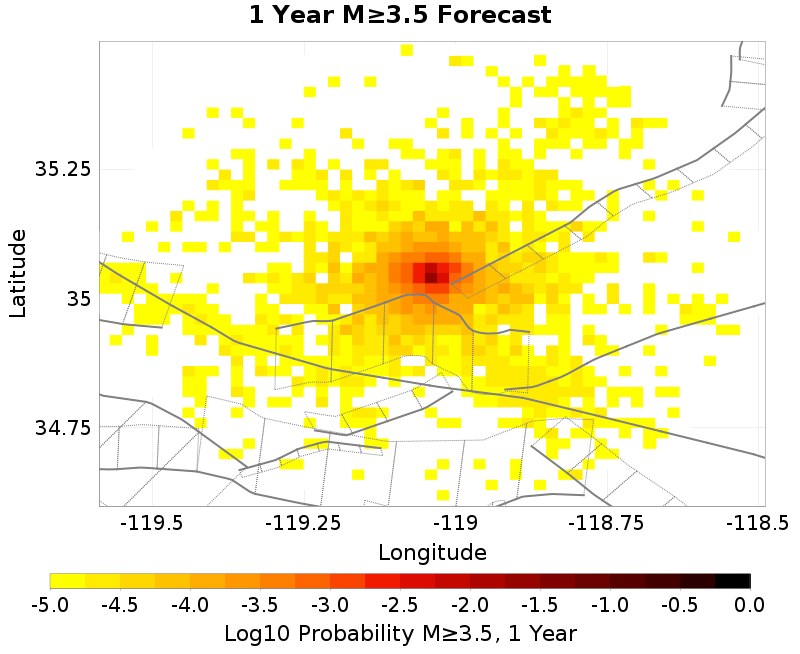 1 Year M≥3.5 Forecast
Latitude
35.25
35
34.75
-119.5 -119.25 -119 -118.75 -118.5
Longitude
-5.0 -4.5 -4.0 -3.5 -3.0 -2.5 -2.0 -1.5 -1.0 -0.5 0.0
Log10 Probability M≥3.5, 1 Year